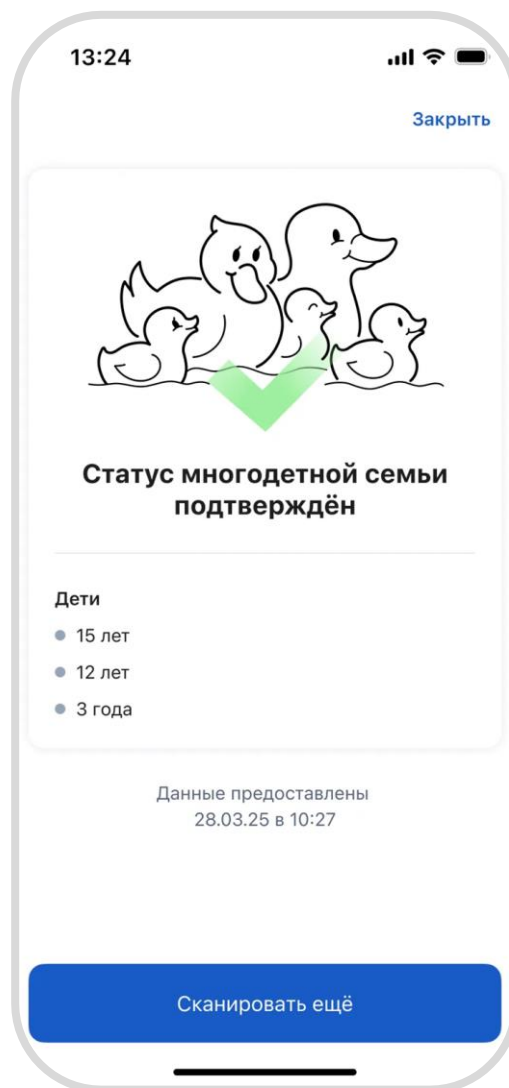 13:24
Закрыть
Статус многодетной семьи
подтверждён
Дети
15 лет
12 лет
3 года
Данные предоставлены
28.03.25 в 10:27
Сканировать ещё